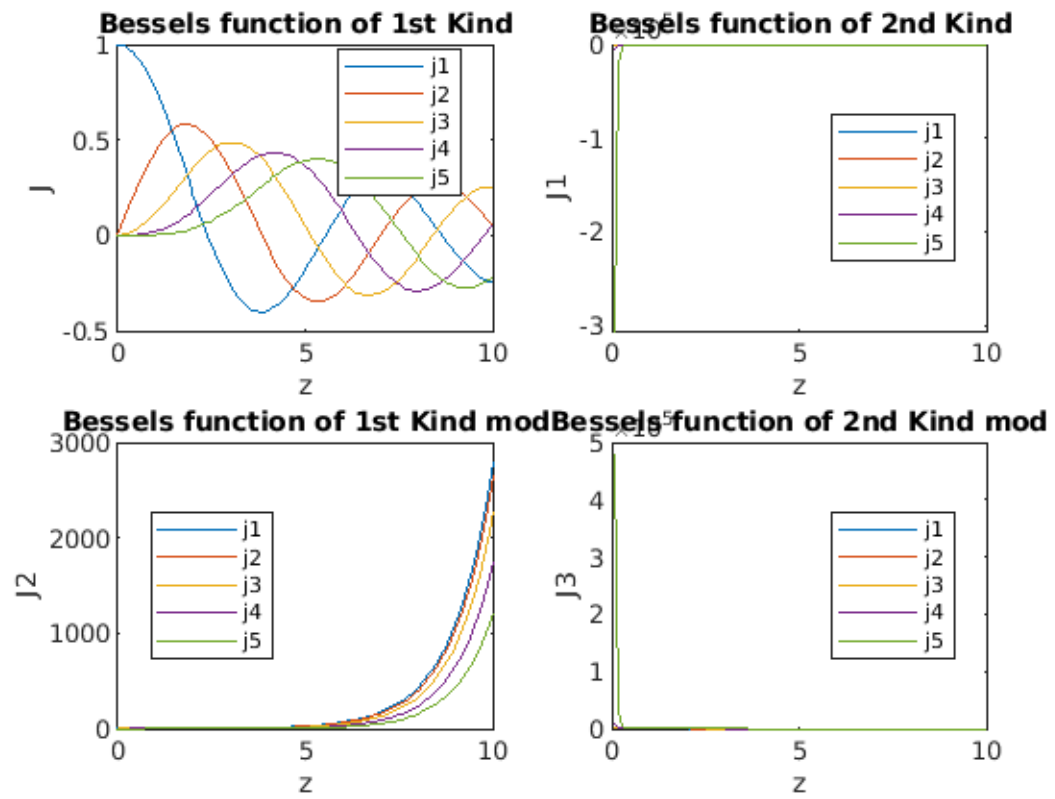 Bessels function of 1st Kind
J
1
0.5
0
-0.5
0
5
10
z
j1
j2
j3
j4
j5
Bessels function of 2nd Kind
×10^5
J1
0
-1
-2
-3
0
5
10
z
j1
j2
j3
j4
j5
Bessels function of 1st Kind mod
J2
3000
2000
1000
0
0
5
10
z
j1
j2
j3
j4
j5
Bessels function of 2nd Kind mod
×10^5
J3
5
4
3
2
1
0
0
5
10
z
j1
j2
j3
j4
j5